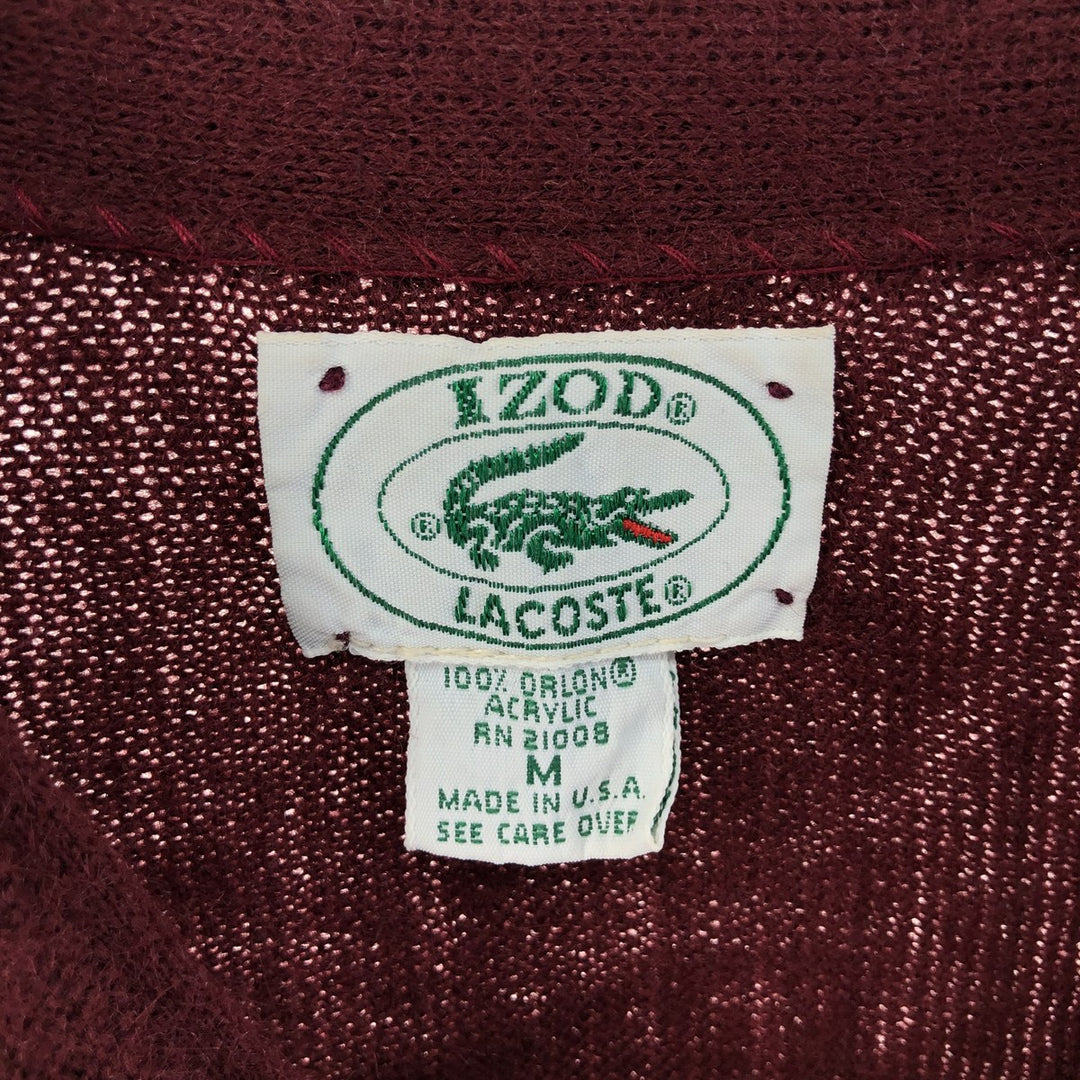 IZOD®
®
LACOSTE®
100% ORLON®
ACRYLIC
RN 21008
M
MADE IN U.S.A.
SEE CARE OVER